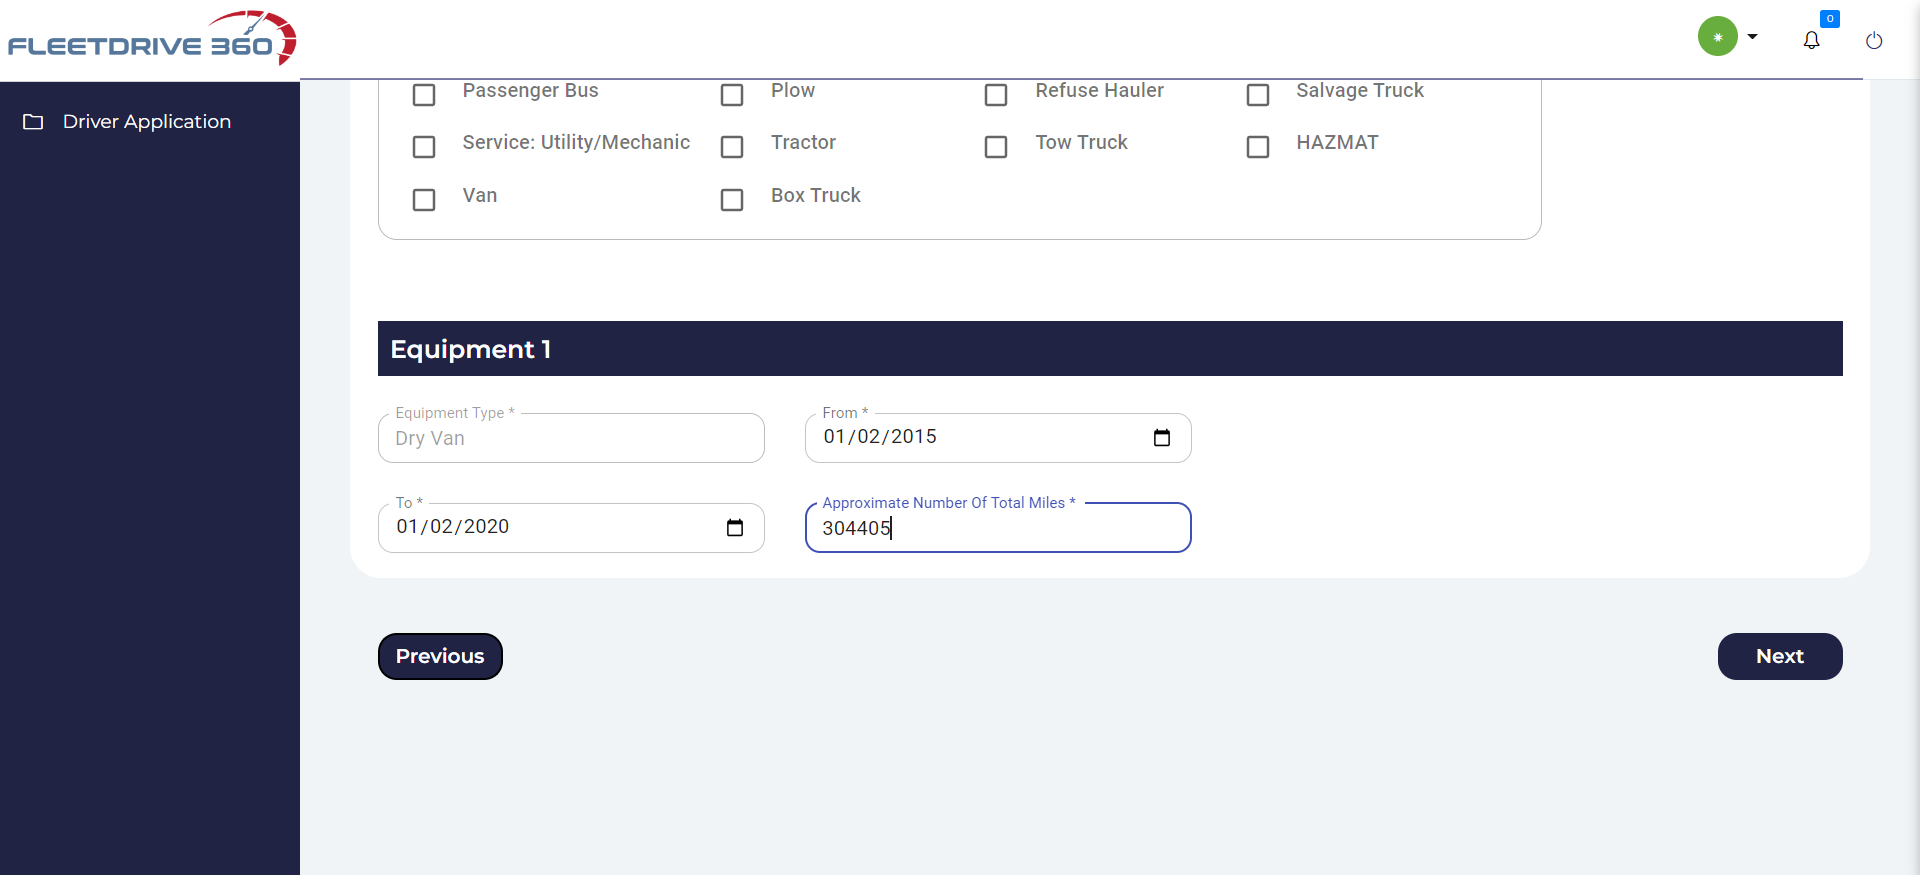 FLEETDRIVE 360
0
Driver Application
Passenger Bus
Plow
Refuse Hauler
Salvage Truck
Service: Utility/Mechanic
Tractor
Tow Truck
HAZMAT
Van
Box Truck
Equipment 1
Equipment Type *
Dry Van
From *
01/02/2015
To *
01/02/2020
Approximate Number Of Total Miles *
304405
Previous
Next